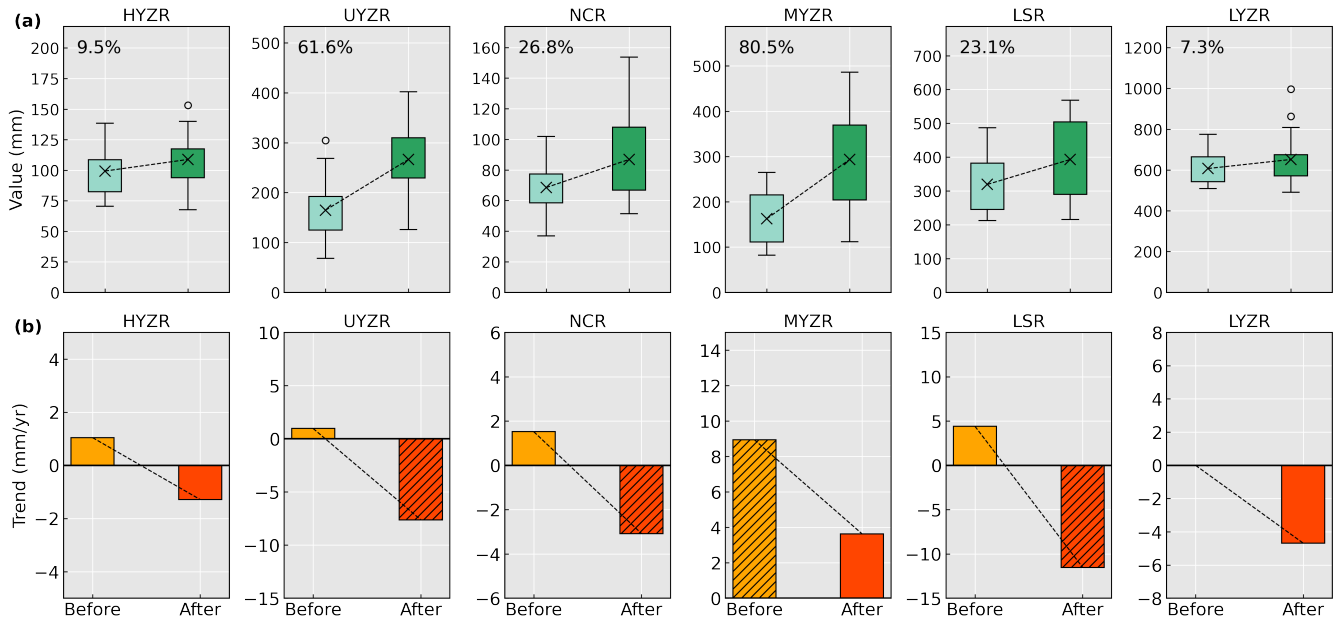 (a)
HYZR UYZR NCR MYZR LSR LYZR
9.5% 61.6% 26.8% 80.5% 23.1% 7.3%
Value (mm)
200 175 150 125 100 75 50 25 0
500 400 300 200 100 0
160 140 120 100 80 60 40 20 0
500 400 300 200 100 0
700 600 500 400 300 200 100 0
1200 1000 800 600 400 200 0
(b)
HYZR UYZR NCR MYZR LSR LYZR
Trend (mm/yr)
4 2 0 −2 −4
10 5 0 −5 −10 −15
6 4 2 0 −2 −4 −6
14 12 10 8 6 4 2 0
15 10 5 0 −5 −10 −15
8 6 4 2 0 −2 −4 −6 −8
Before After Before After Before After Before After Before After Before After